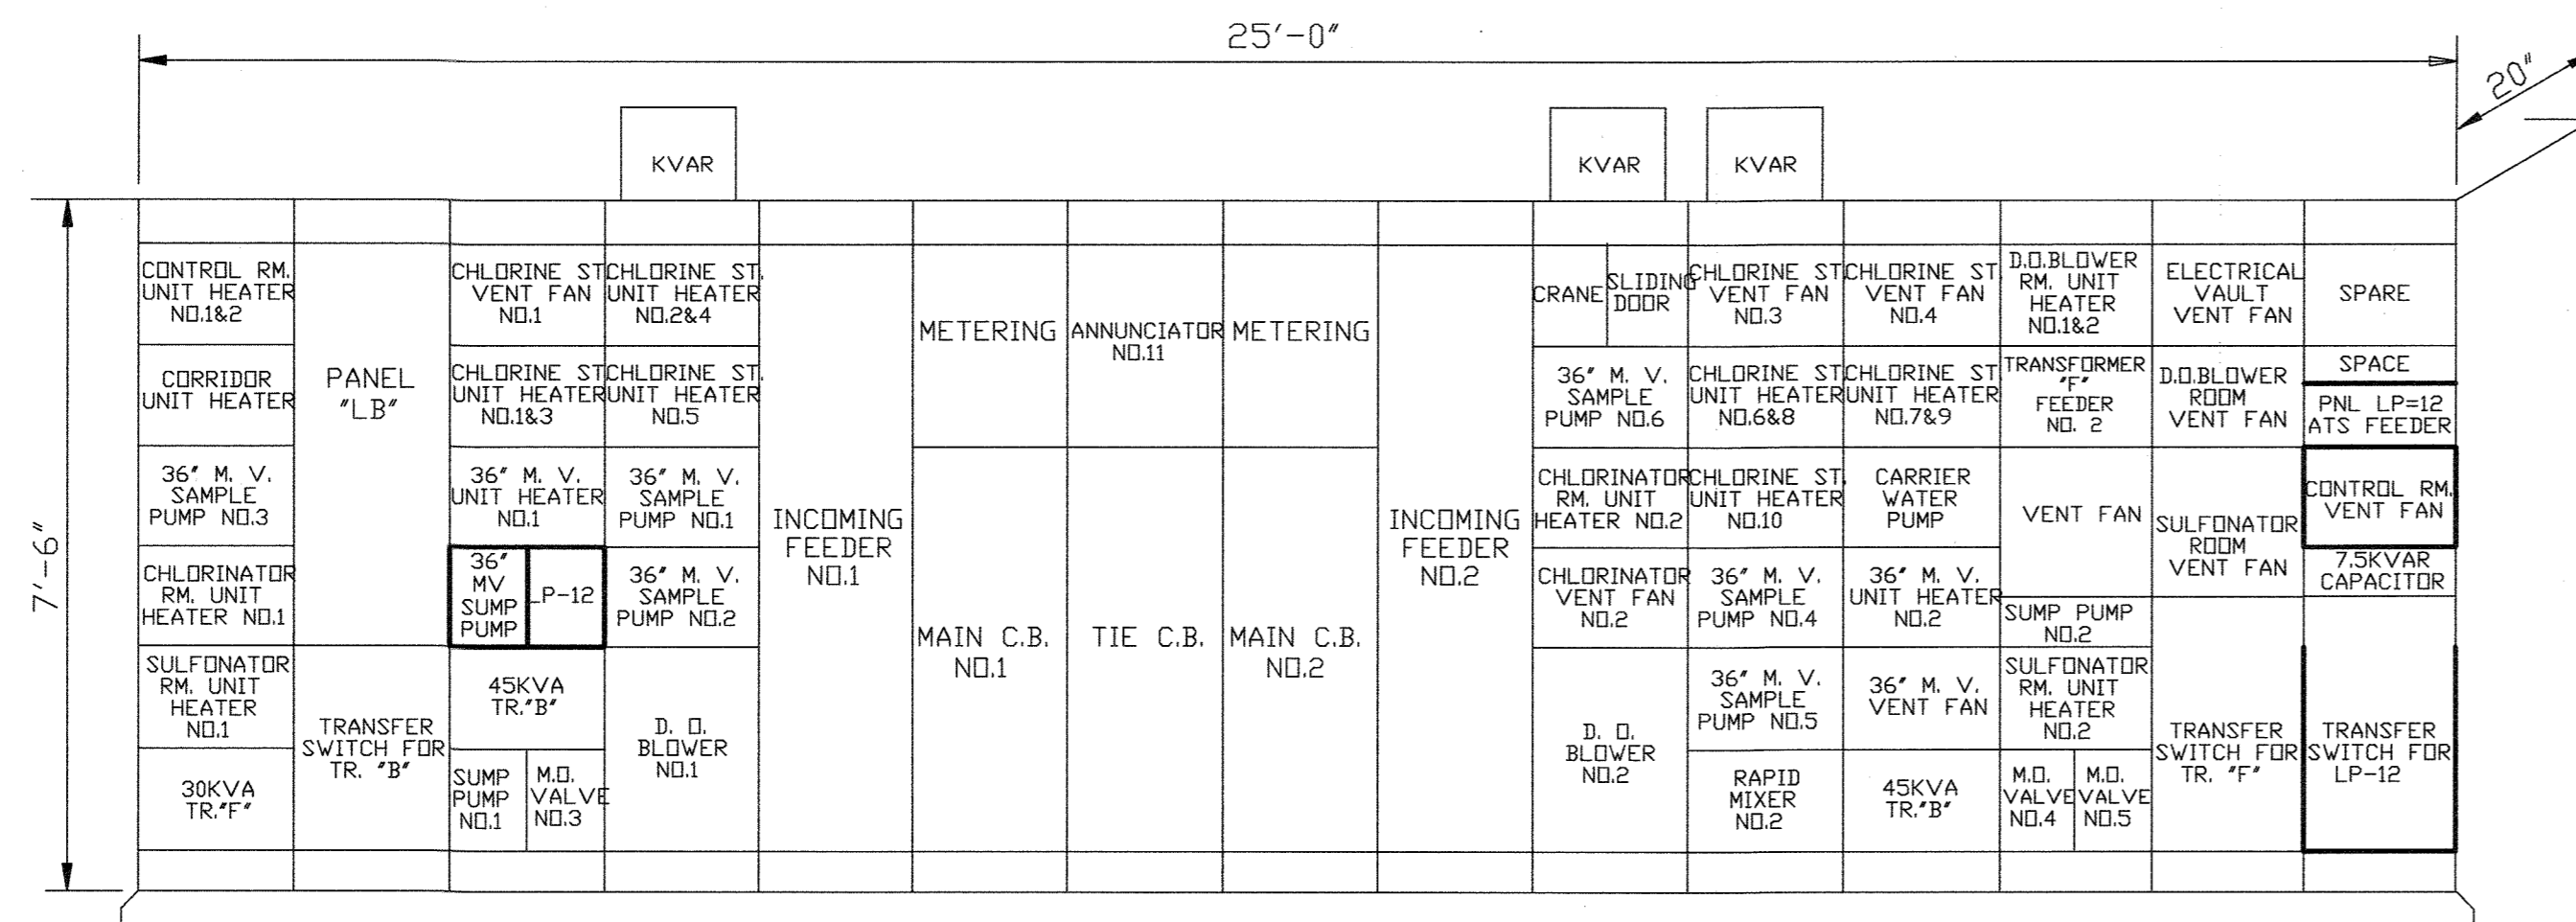 25'-0"
20"
7'-6"
KVAR
KVAR
KVAR
CONTROL RM.
UNIT HEATER
NO.1&2
CORRIDOR
UNIT HEATER
36" M. V.
SAMPLE
PUMP NO.3
CHLORINATOR
RM. UNIT
HEATER NO.1
SULFONATOR
RM. UNIT
HEATER
NO.1
30KVA
TR."F"
PANEL
"LB"
TRANSFER
SWITCH FOR
TR. "B"
CHLORINE ST.
VENT FAN
NO.1
CHLORINE ST.
UNIT HEATER
NO.1&3
36" M. V.
UNIT HEATER
NO.1
36"
MV
SUMP
PUMP
LP-12
45KVA
TR."B"
SUMP
PUMP
NO.1
M.O.
VALVE
NO.3
CHLORINE ST.
UNIT HEATER
NO.2&4
CHLORINE ST.
UNIT HEATER
NO.5
36" M. V.
SAMPLE
PUMP NO.1
36" M. V.
SAMPLE
PUMP NO.2
D. O.
BLOWER
NO.1
INCOMING
FEEDER
NO.1
METERING
MAIN C.B.
NO.1
ANNUNCIATOR
NO.11
TIE C.B.
METERING
MAIN C.B.
NO.2
INCOMING
FEEDER
NO.2
CRANE
SLIDING
DOOR
36" M. V.
SAMPLE
PUMP NO.6
CHLORINATOR
RM. UNIT
HEATER NO.2
CHLORINATOR
VENT FAN
NO.2
D. O.
BLOWER
NO.2
CHLORINE ST.
VENT FAN
NO.3
CHLORINE ST.
UNIT HEATER
NO.6&8
CHLORINE ST.
UNIT HEATER
NO.10
36" M. V.
SAMPLE
PUMP NO.4
36" M. V.
SAMPLE
PUMP NO.5
RAPID
MIXER
NO.2
CHLORINE ST.
VENT FAN
NO.4
CHLORINE ST.
UNIT HEATER
NO.7&9
CARRIER
WATER
PUMP
36" M. V.
UNIT HEATER
NO.2
36" M. V.
VENT FAN
45KVA
TR."B"
D.O.BLOWER
RM. UNIT
HEATER
NO.1&2
TRANSFORMER
"F"
FEEDER
NO. 2
VENT FAN
SUMP PUMP
NO.2
SULFONATOR
RM. UNIT
HEATER
NO.2
M.O.
VALVE
NO.4
M.O.
VALVE
NO.5
ELECTRICAL
VAULT
VENT FAN
D.O.BLOWER
ROOM
VENT FAN
SULFONATOR
ROOM
VENT FAN
TRANSFER
SWITCH FOR
TR. "F"
SPARE
SPACE
PNL LP=12
ATS FEEDER
CONTROL RM.
VENT FAN
7.5KVAR
CAPACITOR
TRANSFER
SWITCH FOR
LP-12